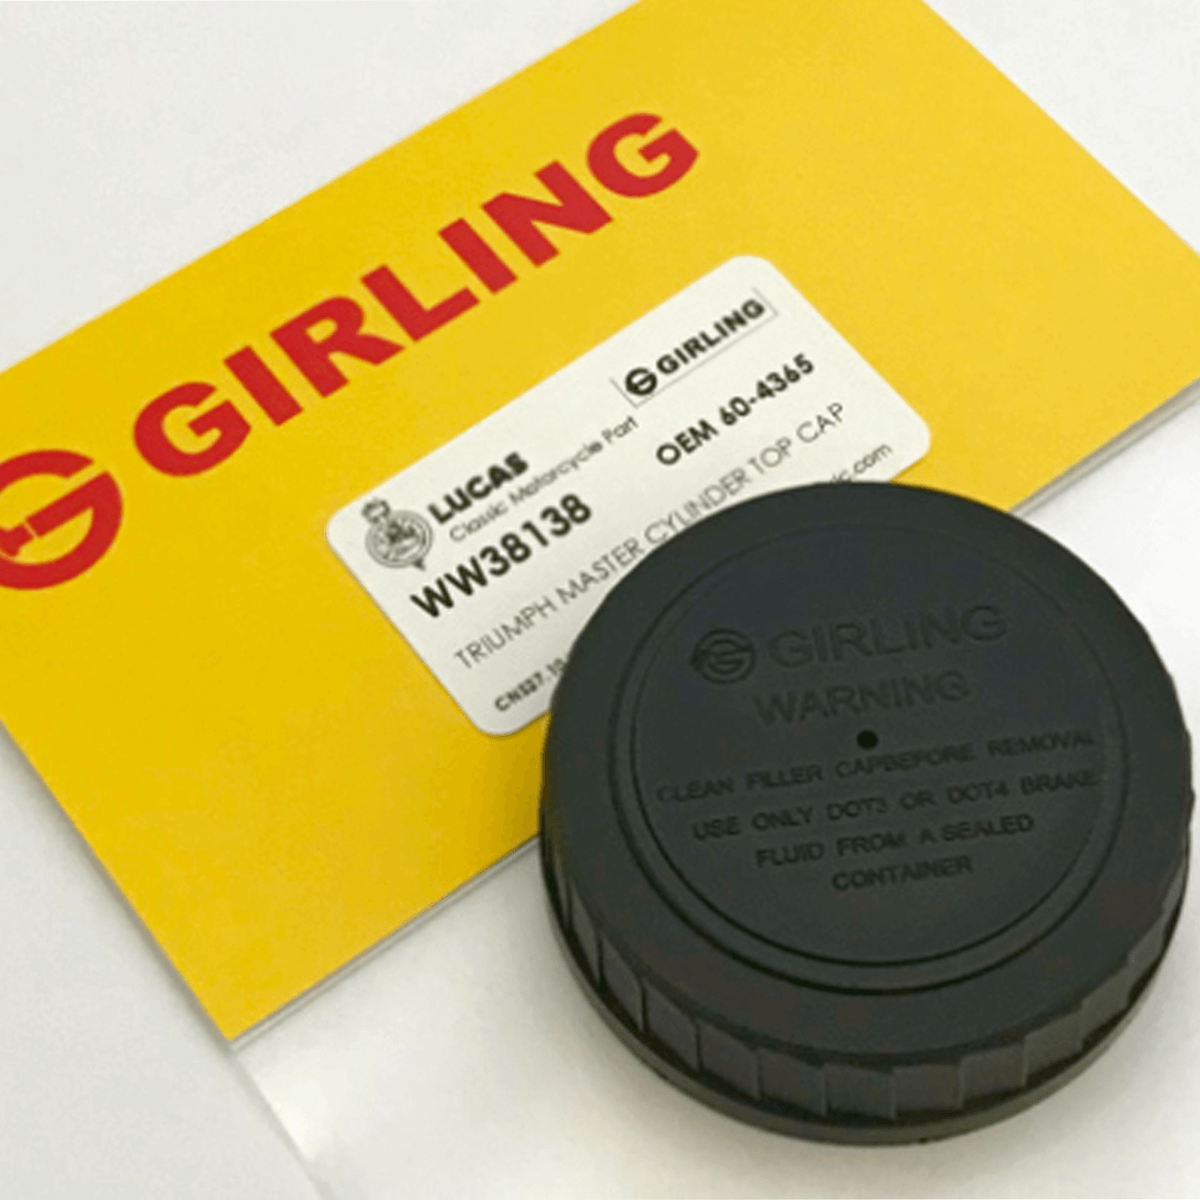 GIRLING
LUCAS
Classic Motorcycle Part
GIRLING
WW38138
OEM 60-4365
TRIUMPH MASTER CYLINDER TOP CAP
GIRLING
WARNING
CLEAN FILLER CAPBEFORE REMOVAL
USE ONLY DOT3 OR DOT4 BRAKE
FLUID FROM A SEALED
CONTAINER